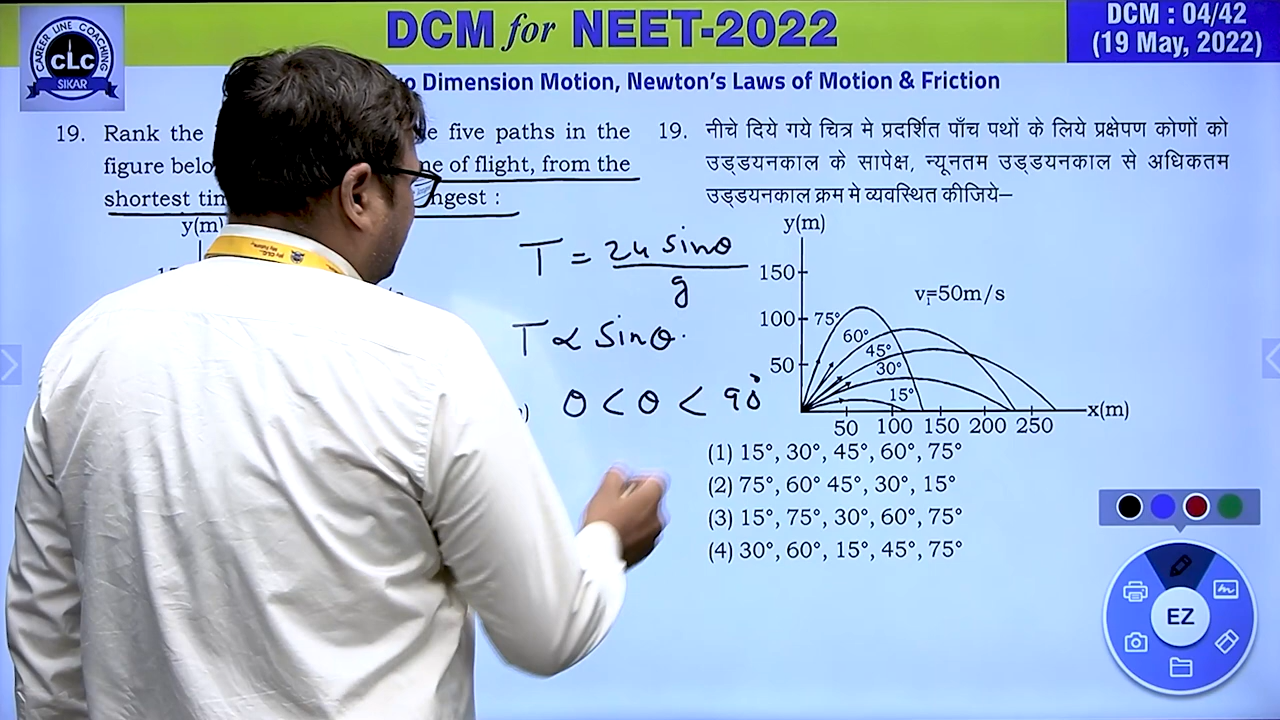 DCM for NEET-2022
DCM : 04/42
(19 May, 2022)
CAREER LINE COACHING
CLC
SIKAR
Dimension Motion, Newton's Laws of Motion & Friction
19. Rank the five paths in the
figure of flight, from the
shortest
19. नीचे दिये गये चित्र मे प्रदर्शित पाँच पथों के लिये प्रक्षेपण कोणों को
उड्डयनकाल के सापेक्ष, न्यूनतम उड्डयनकाल से अधिकतम
उड्डयनकाल क्रम मे व्यवस्थित कीजिये–
y(m)
T = 2u sinθ
g
T ∝ sinθ.
0 < θ < 90°
y(m)
150
100
50
vᵢ=50m/s
75°
60°
45°
30°
15°
x(m)
50 100 150 200 250
(1) 15°, 30°, 45°, 60°, 75°
(2) 75°, 60° 45°, 30°, 15°
(3) 15°, 75°, 30°, 60°, 75°
(4) 30°, 60°, 15°, 45°, 75°
EZ